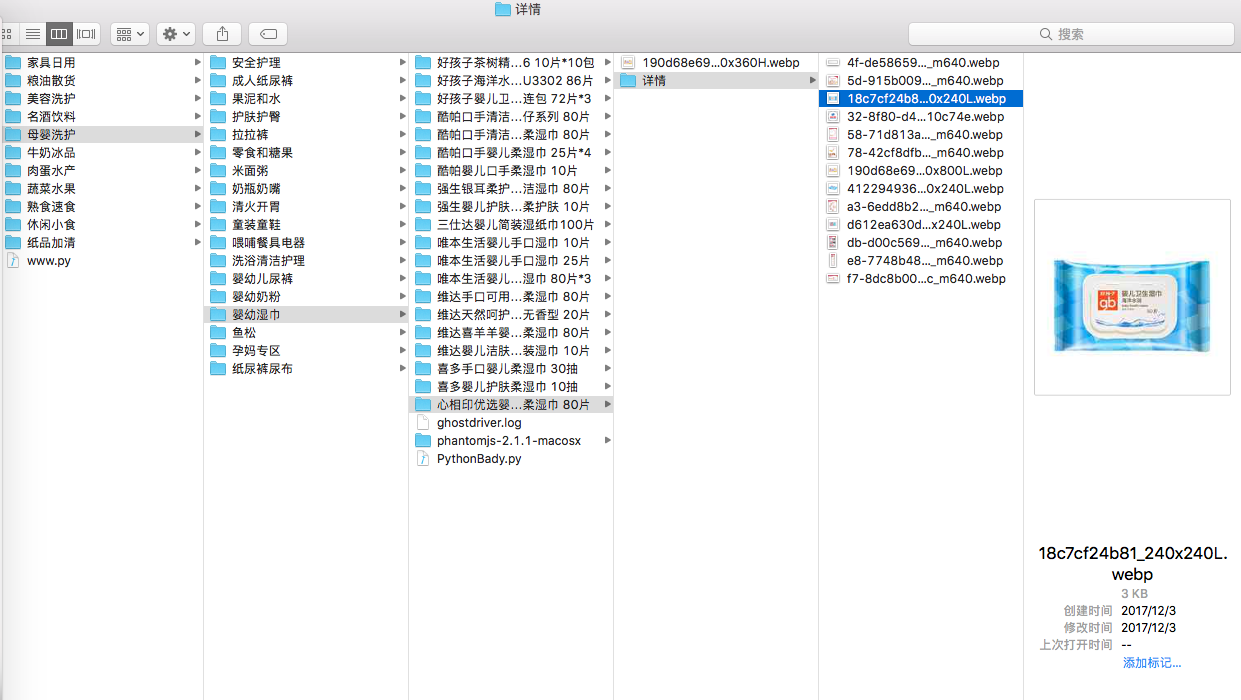 详情
搜索
家具日用
粮油散货
美容洗护
名酒饮料
母婴洗护
牛奶冰品
肉蛋水产
蔬菜水果
熟食速食
休闲小食
纸品加清
www.py
安全护理
成人纸尿裤
果泥和水
护肤护臀
拉拉裤
零食和糖果
米面粥
奶瓶奶嘴
清火开胃
童装童鞋
喂哺餐具电器
洗浴清洁护理
婴幼儿尿裤
婴幼奶粉
婴幼湿巾
鱼松
孕妈专区
纸尿裤尿布
好孩子茶树精...6 10片*10包
好孩子海洋水...U3302 86片
好孩子婴儿卫...连包 72片*3
酷帕口手清洁...仔系列 80片
酷帕口手清洁...柔湿巾 80片
酷帕口手婴儿柔湿巾 25片*4
酷帕婴儿口手柔湿巾 10片
强生银耳柔护...洁湿巾 80片
强生婴儿护肤...柔护肤 10片
三仕达婴儿简装湿纸巾100片
唯本生活婴儿手口湿巾 10片
唯本生活婴儿手口湿巾 25片
唯本生活婴儿...湿巾 80片*3
维达手口可用...柔湿巾 80片
维达天然呵护...无香型 20片
维达喜羊羊婴...柔湿巾 80片
维达婴儿洁肤...装湿巾 10片
喜多手口婴儿柔湿巾 30抽
喜多婴儿护肤柔湿巾 10抽
心相印优选婴...柔湿巾 80片
ghostdriver.log
phantomjs-2.1.1-macosx
PythonBady.py
190d68e69...0x360H.webp
详情
4f-de58659..._m640.webp
5d-915b009..._m640.webp
18c7cf24b8...0x240L.webp
32-8f80-d4...10c74e.webp
58-71d813a..._m640.webp
78-42cf8dfb..._m640.webp
190d68e69...0x800L.webp
412294936...0x240L.webp
a3-6edd8b2..._m640.webp
d612ea630d...x240L.webp
db-d00c569..._m640.webp
e8-7748b48..._m640.webp
f7-8dc8b00...c_m640.webp
好孩子
gb
婴儿卫生湿巾
海洋水润
18c7cf24b81_240x240L.
webp
3 KB
创建时间 2017/12/3
修改时间 2017/12/3
上次打开时间 --
添加标记...